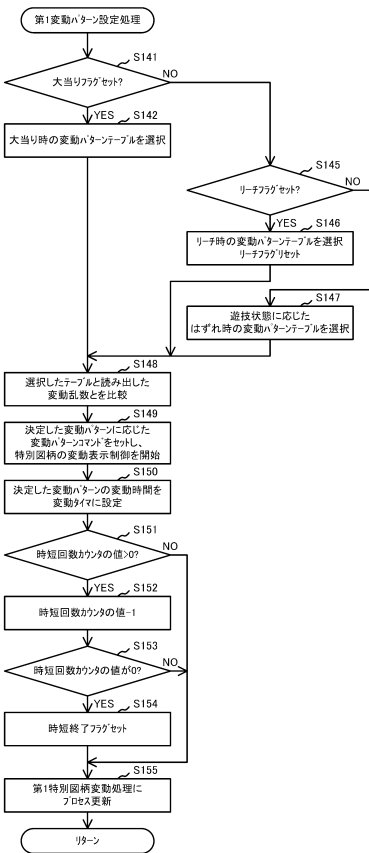 第1変動パターン設定処理
S141
大当りフラグセット?
NO
YES
S142
大当り時の変動パターンテーブルを選択
S145
リーチフラグセット?
NO
YES
S146
リーチ時の変動パターンテーブルを選択
リーチフラグリセット
S147
遊技状態に応じた
はずれ時の変動パターンテーブルを選択
S148
選択したテーブルと読み出した
変動乱数とを比較
S149
決定した変動パターンに応じた
変動パターンコマンドをセットし、
特別図柄の変動表示制御を開始
S150
決定した変動パターンの変動時間を
変動タイマに設定
S151
時短回数カウンタの値>0?
NO
YES
S152
時短回数カウンタの値-1
S153
時短回数カウンタの値が0?
NO
YES
S154
時短終了フラグセット
S155
第1特別図柄変動処理に
プロセス更新
リターン